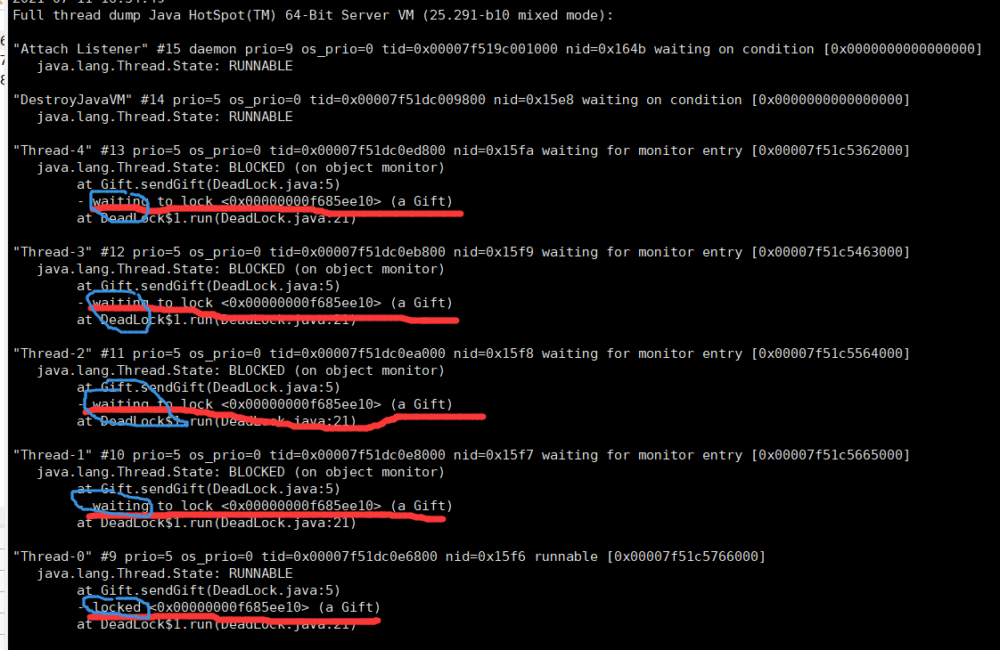 2021-07-11 16:34:49
Full thread dump Java HotSpot(TM) 64-Bit Server VM (25.291-b10 mixed mode):
"Attach Listener" #15 daemon prio=9 os_prio=0 tid=0x00007f519c001000 nid=0x164b waiting on condition [0x0000000000000000]
java.lang.Thread.State: RUNNABLE
"DestroyJavaVM" #14 prio=5 os_prio=0 tid=0x00007f51dc009800 nid=0x15e8 waiting on condition [0x0000000000000000]
java.lang.Thread.State: RUNNABLE
"Thread-4" #13 prio=5 os_prio=0 tid=0x00007f51dc0ed800 nid=0x15fa waiting for monitor entry [0x00007f51c5362000]
java.lang.Thread.State: BLOCKED (on object monitor)
at Gift.sendGift(DeadLock.java:5)
- waiting to lock <0x00000000f685ee10> (a Gift)
at DeadLock$1.run(DeadLock.java:21)
"Thread-3" #12 prio=5 os_prio=0 tid=0x00007f51dc0eb800 nid=0x15f9 waiting for monitor entry [0x00007f51c5463000]
java.lang.Thread.State: BLOCKED (on object monitor)
at Gift.sendGift(DeadLock.java:5)
- waiting to lock <0x00000000f685ee10> (a Gift)
at DeadLock$1.run(DeadLock.java:21)
"Thread-2" #11 prio=5 os_prio=0 tid=0x00007f51dc0ea000 nid=0x15f8 waiting for monitor entry [0x00007f51c5564000]
java.lang.Thread.State: BLOCKED (on object monitor)
at Gift.sendGift(DeadLock.java:5)
- waiting to lock <0x00000000f685ee10> (a Gift)
at DeadLock$1.run(DeadLock.java:21)
"Thread-1" #10 prio=5 os_prio=0 tid=0x00007f51dc0e8000 nid=0x15f7 waiting for monitor entry [0x00007f51c5665000]
java.lang.Thread.State: BLOCKED (on object monitor)
at Gift.sendGift(DeadLock.java:5)
- waiting to lock <0x00000000f685ee10> (a Gift)
at DeadLock$1.run(DeadLock.java:21)
"Thread-0" #9 prio=5 os_prio=0 tid=0x00007f51dc0e6800 nid=0x15f6 runnable [0x00007f51c5766000]
java.lang.Thread.State: RUNNABLE
at Gift.sendGift(DeadLock.java:5)
- locked <0x00000000f685ee10> (a Gift)
at DeadLock$1.run(DeadLock.java:21)